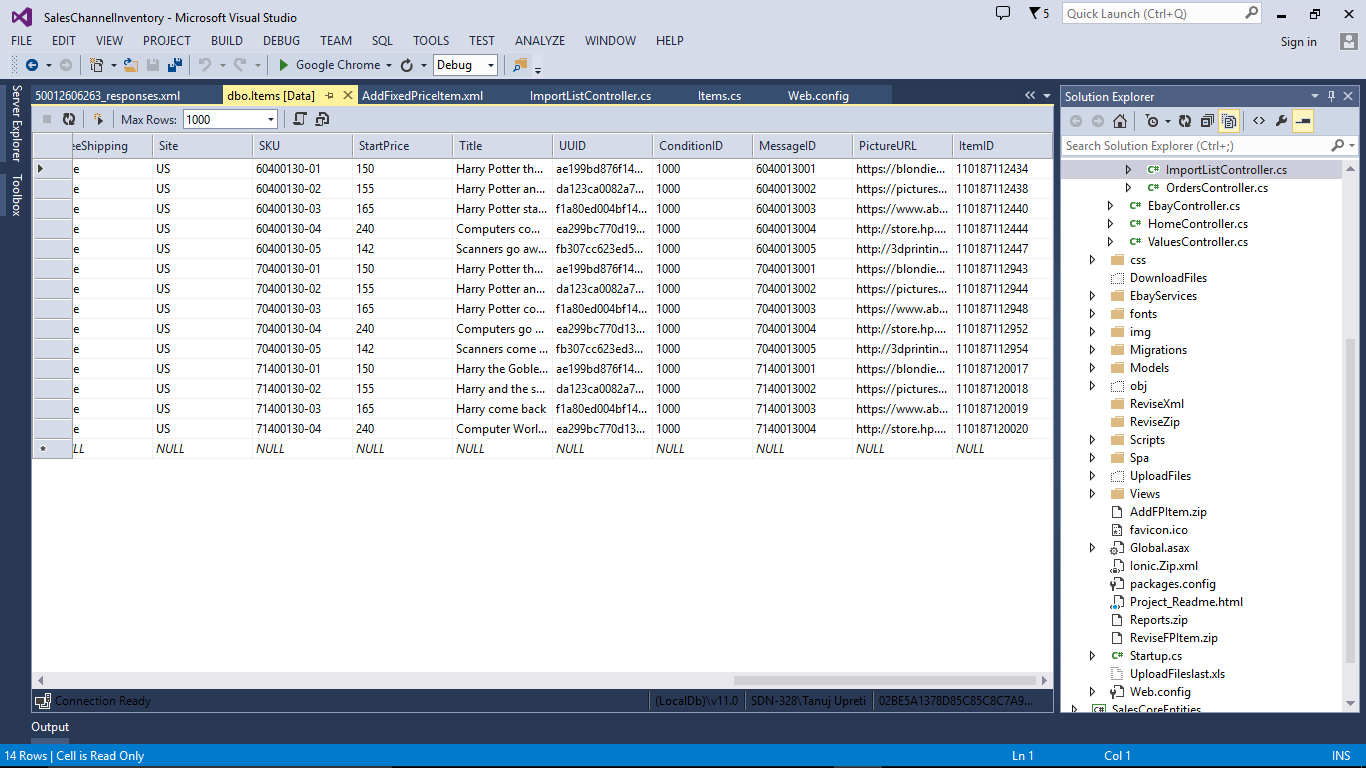 SalesChannelInventory - Microsoft Visual Studio
5
Quick Launch (Ctrl+Q)
FILE EDIT VIEW PROJECT BUILD DEBUG TEAM SQL TOOLS TEST ANALYZE WINDOW HELP
Sign in
Google Chrome
Debug
Server Explorer
Toolbox
50012606263_responses.xml dbo.Items [Data] AddFixedPriceItem.xml ImportListController.cs Items.cs Web.config
Max Rows: 1000
eeShipping Site SKU StartPrice Title UUID ConditionID MessageID PictureURL ItemID
e US 60400130-01 150 Harry Potter th... ae199bd876f14... 1000 6040013001 https://blondie... 110187112434
e US 60400130-02 155 Harry Potter an... da123ca0082a7... 1000 6040013002 https://pictures... 110187112438
e US 60400130-03 165 Harry Potter sta... f1a80ed004bf14... 1000 6040013003 https://www.ab... 110187112440
e US 60400130-04 240 Computers co... ea299bc770d19... 1000 6040013004 http://store.hp.... 110187112444
e US 60400130-05 142 Scanners go aw... fb307cc623ed5... 1000 6040013005 http://3dprintin... 110187112447
e US 70400130-01 150 Harry Potter th... ae199bd876f14... 1000 7040013001 https://blondie... 110187112943
e US 70400130-02 155 Harry Potter an... da123ca0082a7... 1000 7040013002 https://pictures... 110187112944
e US 70400130-03 165 Harry Potter co... f1a80ed004bf14... 1000 7040013003 https://www.ab... 110187112948
e US 70400130-04 240 Computers go ... ea299bc770d13... 1000 7040013004 http://store.hp.... 110187112952
e US 70400130-05 142 Scanners come ... fb307cc623ed3... 1000 7040013005 http://3dprintin... 110187112954
e US 71400130-01 150 Harry the Goble... ae199bd876f14... 1000 7140013001 https://blondie... 110187120017
e US 71400130-02 155 Harry and the s... da123ca0082a7... 1000 7140013002 https://pictures... 110187120018
e US 71400130-03 165 Harry come back f1a80ed004bf14... 1000 7140013003 https://www.ab... 110187120019
e US 71400130-04 240 Computer Worl... ea299bc770d13... 1000 7140013004 http://store.hp.... 110187120020
LL NULL NULL NULL NULL NULL NULL NULL NULL NULL
Connection Ready
(LocalDb)\v11.0 SDN-328\Tanuj Upreti 02BE5A1378D85C85C8C7A9...
Solution Explorer
Search Solution Explorer (Ctrl+;)
C# ImportListController.cs
C# OrdersController.cs
C# EbayController.cs
C# HomeController.cs
C# ValuesController.cs
css
DownloadFiles
EbayServices
fonts
img
Migrations
Models
obj
ReviseXml
ReviseZip
Scripts
Spa
UploadFiles
Views
AddFPItem.zip
favicon.ico
Global.asax
Ionic.Zip.xml
packages.config
Project_Readme.html
Reports.zip
ReviseFPItem.zip
C# Startup.cs
UploadFileslast.xls
Web.config
C# SalesCoreEntities
Output
14 Rows | Cell is Read Only
Ln 1 Col 1 INS